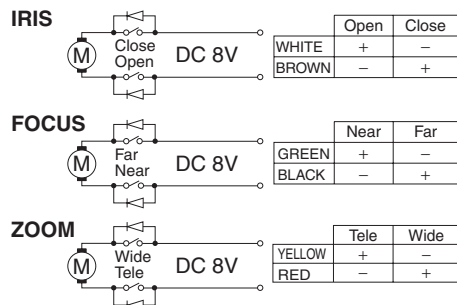 IRIS
Close
Open
M
DC 8V
Open Close
WHITE + −
BROWN − +
FOCUS
Far
Near
M
DC 8V
Near Far
GREEN + −
BLACK − +
ZOOM
Wide
Tele
M
DC 8V
Tele Wide
YELLOW + −
RED − +